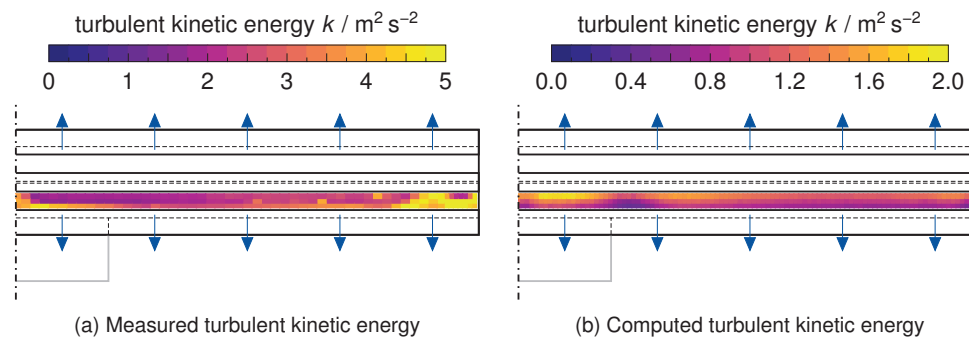 turbulent kinetic energy k / m² s⁻²
0 1 2 3 4 5
(a) Measured turbulent kinetic energy
turbulent kinetic energy k / m² s⁻²
0.0 0.4 0.8 1.2 1.6 2.0
(b) Computed turbulent kinetic energy